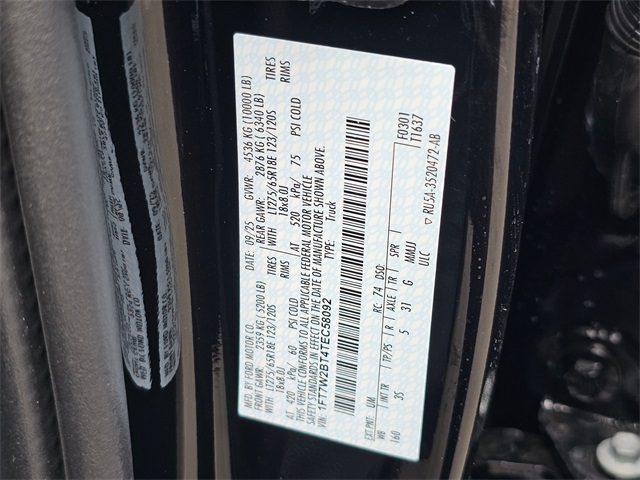 MFD. BY FORD MOTOR CO.
DATE: 09/25 GVWR: 4536 KG (10000 LB)
FRONT GAWR: 2359 KG (5200 LB) REAR GAWR: 2876 KG (6340 LB)
WITH LT275/65R18E 123/120S TIRES WITH LT275/65R18E 123/120S TIRES
18x8.0J RIMS 18x8.0J RIMS
AT 420 kPa/ 60 PSI COLD AT 520 kPa/ 75 PSI COLD
THIS VEHICLE CONFORMS TO ALL APPLICABLE FEDERAL MOTOR VEHICLE
SAFETY STANDARDS IN EFFECT ON THE DATE OF MANUFACTURE SHOWN ABOVE.
VIN: 1FT7W2BT4TEC58092 TYPE: Truck
F0301
T1637
EXT PNT: UM RC: 74 DSO:
WB INT TR TP/PS R AXLE TR SPR
160 3S 5 31 G MMJJ
ULC
RU5A-3520472-AB